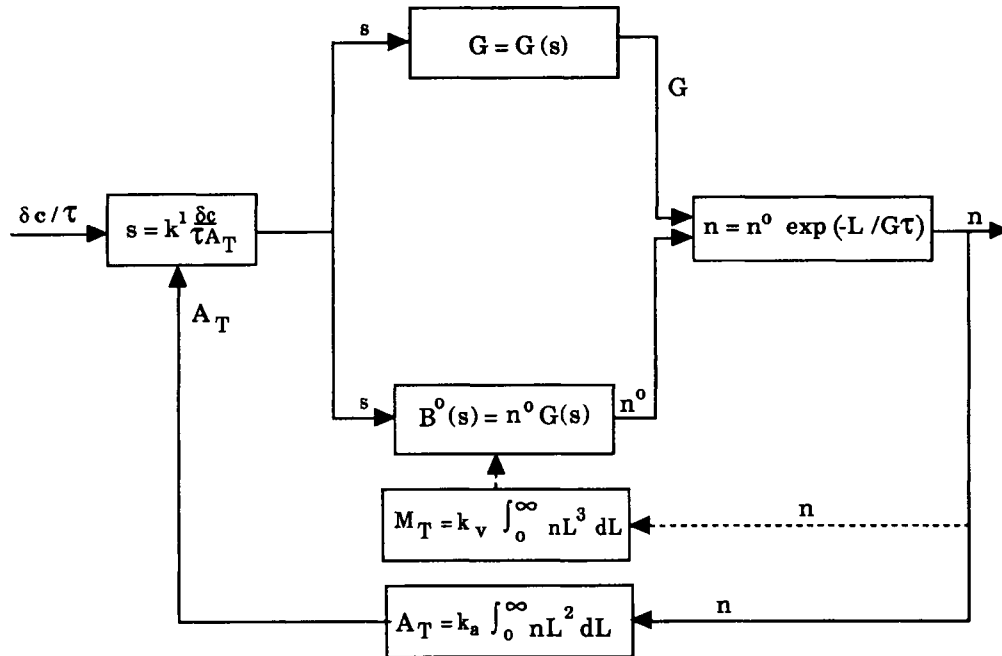 s
G = G(s)
G
δc/τ
s = k¹ δc/τA_T
n = n⁰ exp(-L/Gτ)
n
A_T
s
B⁰(s) = n⁰ G(s)
n⁰
M_T = k_v ∫₀^∞ nL³ dL
n
A_T = k_a ∫₀^∞ nL² dL
n